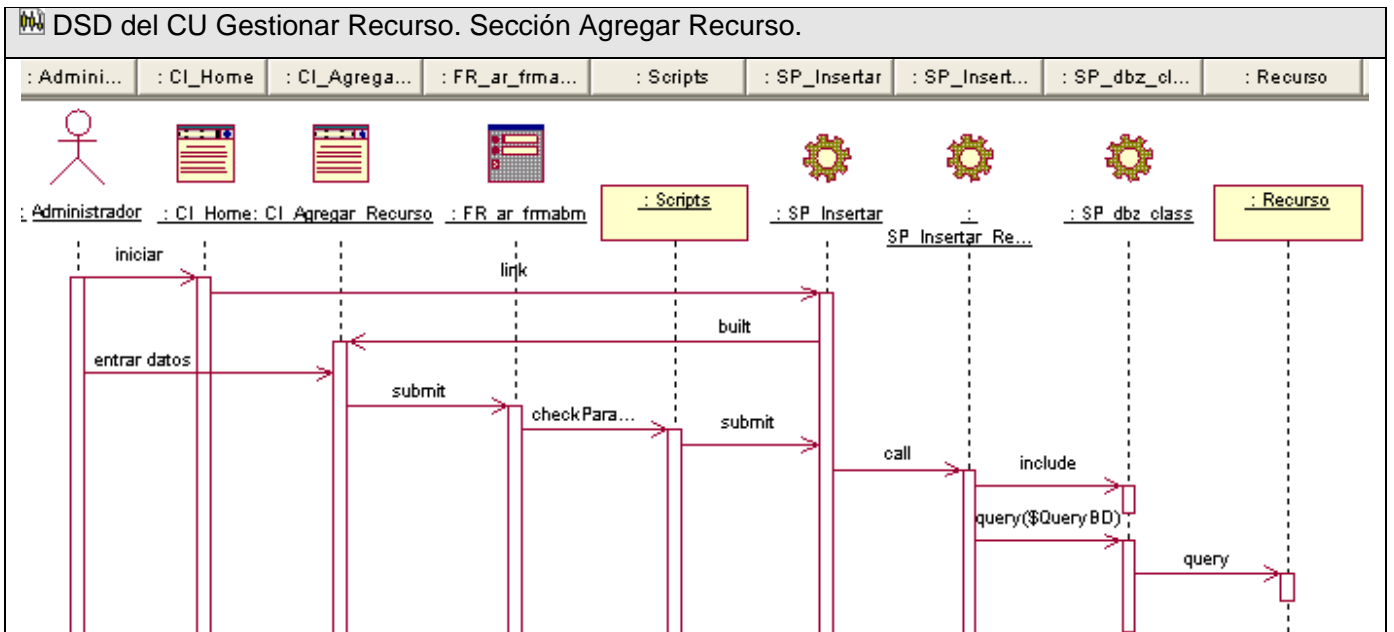 DSD del CU Gestionar Recurso. Sección Agregar Recurso.
: Admini... : CI_Home : CI_Agrega... : FR_ar_frma... : Scripts : SP_Insertar : SP_Insert... : SP_dbz_cl... : Recurso
: Administrador : CI_Home : CI_Agregar_Recurso : FR_ar_frmabm : Scripts : SP_Insertar : SP_dbz_class : Recurso
:
SP_Insertar_Re...
iniciar
link
built
entrar datos
submit
checkPara...
submit
call
include
query($QueryBD)
query